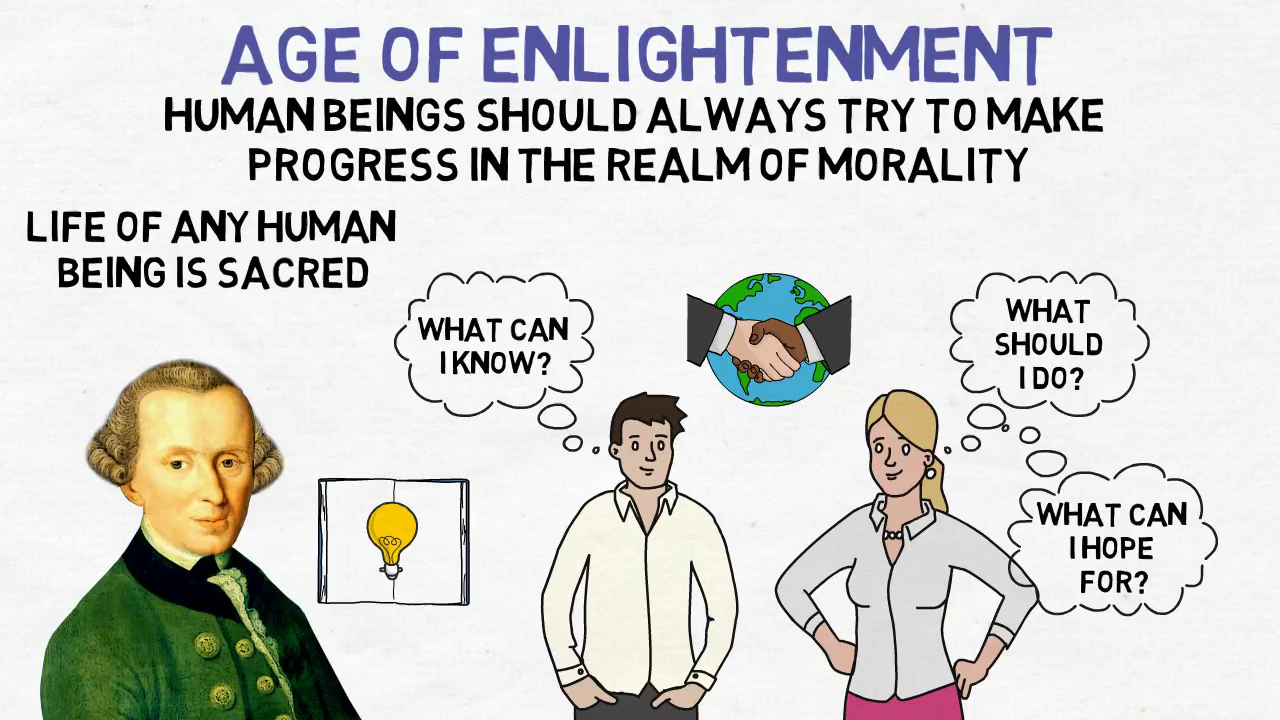 AGE OF ENLIGHTENMENT
HUMAN BEINGS SHOULD ALWAYS TRY TO MAKE
PROGRESS IN THE REALM OF MORALITY
LIFE OF ANY HUMAN
BEING IS SACRED
WHAT CAN
I KNOW?
WHAT
SHOULD
I DO?
WHAT CAN
I HOPE
FOR?